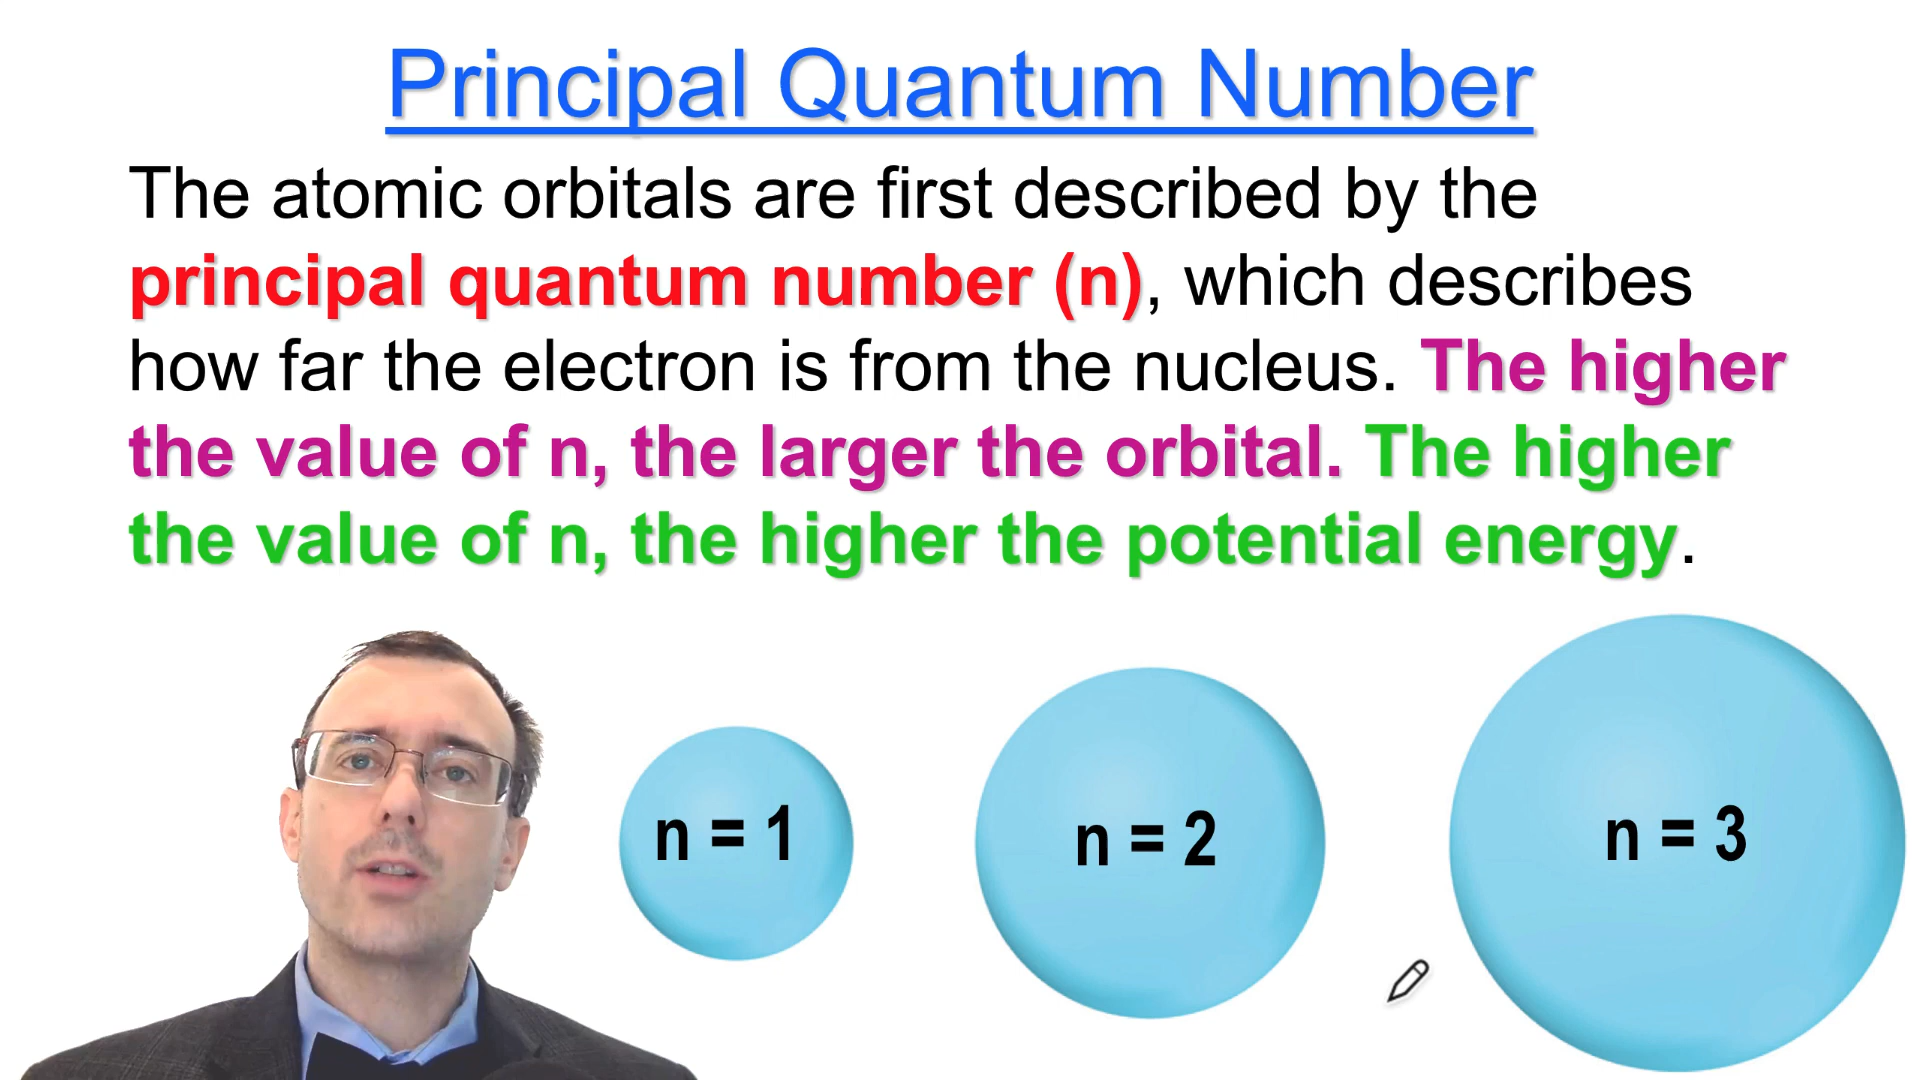 Principal Quantum Number
The atomic orbitals are first described by the
principal quantum number (n), which describes
how far the electron is from the nucleus. The higher
the value of n, the larger the orbital. The higher
the value of n, the higher the potential energy.
n = 1
n = 2
n = 3